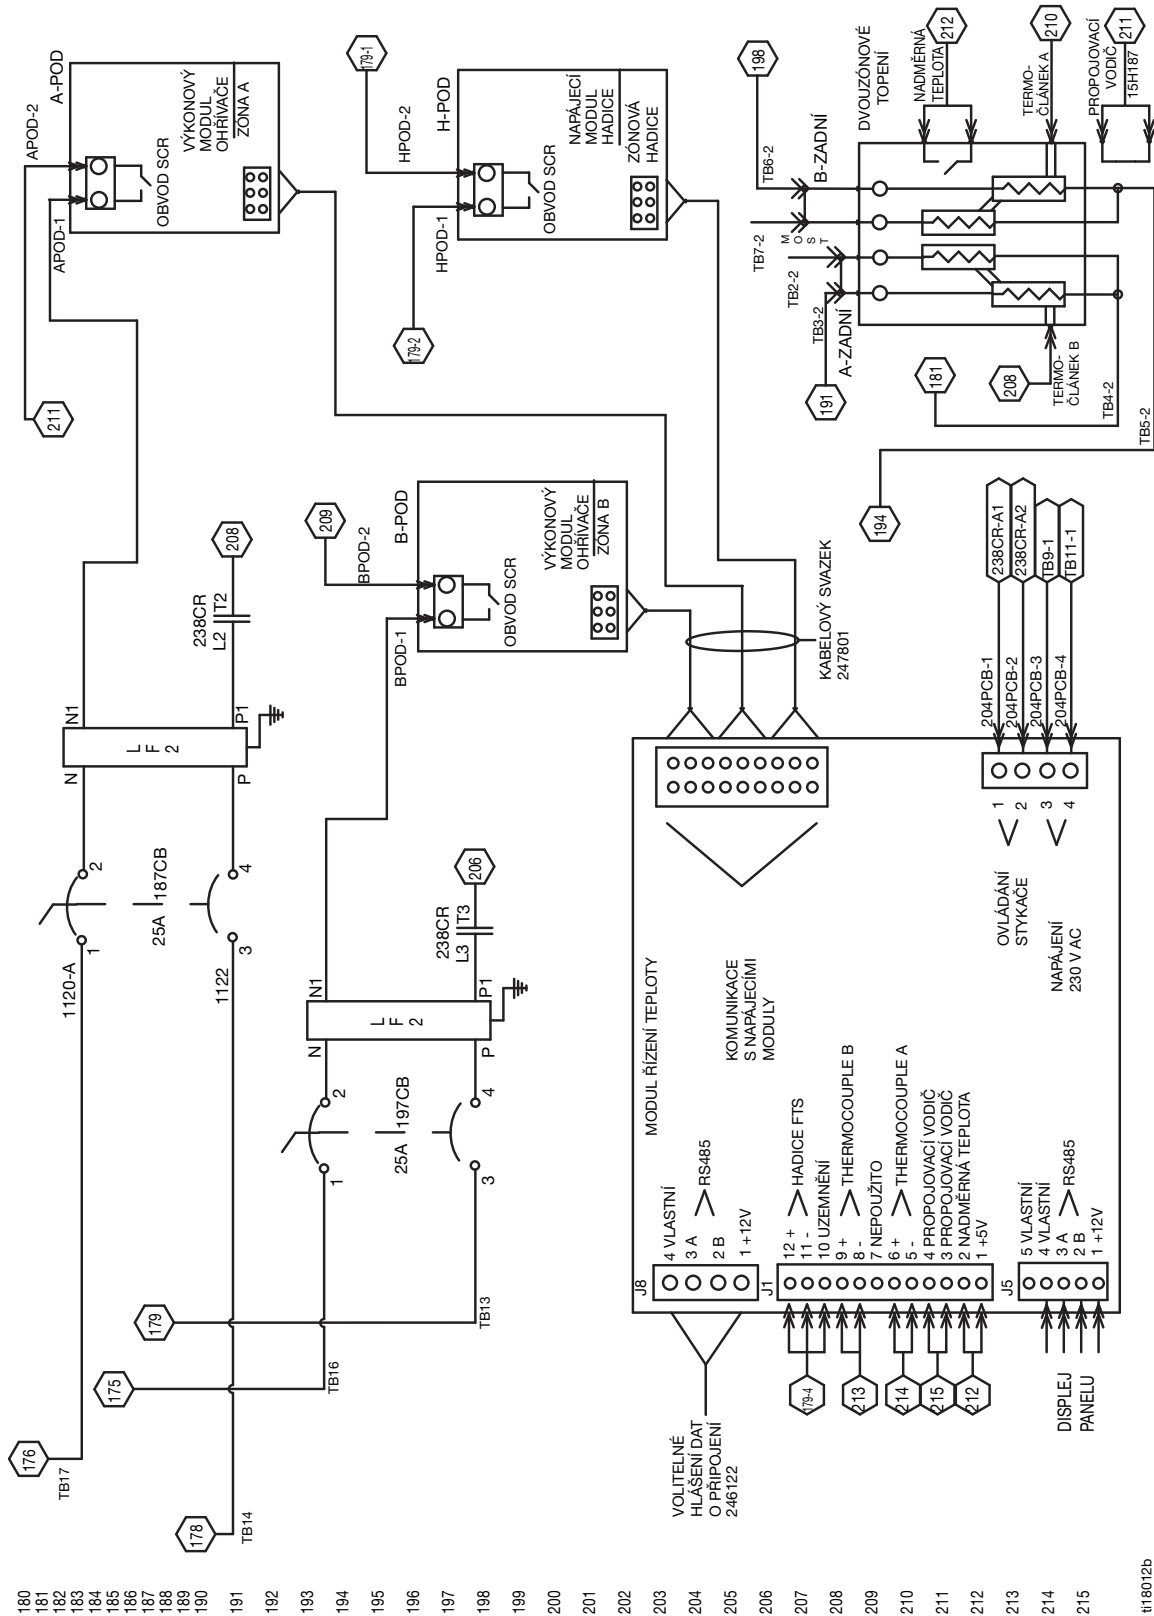 A-POD
APOD-2
APOD-1
VÝKONOVÝ
MODUL
OHŘÍVAČE
ZÓNA A
OBVOD SCR
211
H-POD
HPOD-2
HPOD-1
179-1
179-2
NAPÁJECÍ
MODUL
HADICE
ZÓNOVÁ
HADICE
OBVOD SCR
198
TB6-2
B-ZADNÍ
TB7-2
M
O
S
T
TB2-2
TB3-2
A-ZADNÍ
191
DVOUZÓNOVÉ
TOPENÍ
NADMĚRNÁ
TEPLOTA
212
TERMO-
ČLÁNEK A
210
PROPOJOVACÍ
VODIČ
15H187
211
181
208
TERMO-
ČLÁNEK B
TB4-2
TB5-2
194
B-POD
BPOD-2
BPOD-1
209
VÝKONOVÝ
MODUL
OHŘÍVAČE
ZÓNA B
OBVOD SCR
KABELOVÝ SVAZEK
247801
208
238CR
L2 T2
N1
P1
L
F
2
N
P
2
4
187CB
25A
1
3
1120-A
1122
206
238CR
L3 T3
N1
P1
L
F
2
N
P
2
4
197CB
25A
1
3
179
TB13
175
TB16
176
TB17
178
TB14
MODUL ŘÍZENÍ TEPLOTY
KOMUNIKACE
S NAPÁJECÍMI
MODULY
OVLÁDÁNÍ
STYKAČE
NAPÁJENÍ
230 V AC
1
2
3
4
204PCB-1
204PCB-2
204PCB-3
204PCB-4
238CR-A1
238CR-A2
TB9-1
TB11-1
J8
4 VLASTNÍ
3 A
2 B
RS485
1 +12V
J1
12 +
11 -
HADICE FTS
10 UZEMNĚNÍ
9 +
8 -
THERMOCOUPLE B
7 NEPOUŽITO
6 +
5 -
THERMOCOUPLE A
4 PROPOJOVACÍ VODIČ
3 PROPOJOVACÍ VODIČ
2 NADMĚRNÁ TEPLOTA
1 +5V
J5
5 VLASTNÍ
4 VLASTNÍ
3 A
2 B
RS485
1 +12V
VOLITELNÉ
HLÁŠENÍ DAT
O PŘIPOJENÍ
246122
179-4
213
214
215
212
DISPLEJ
PANELU
180
181
182
183
184
185
186
187
188
189
190
191
192
193
194
195
196
197
198
199
200
201
202
203
204
205
206
207
208
209
210
211
212
213
214
215
ti18012b